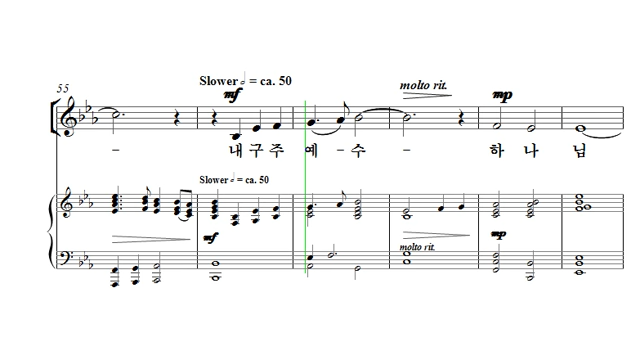 55
Slower 𝅗𝅥 = ca. 50
mf
molto rit.
mp
- 내 구 주 예 - 수 - 하 나 님
Slower 𝅗𝅥 = ca. 50
mf
molto rit.
mp